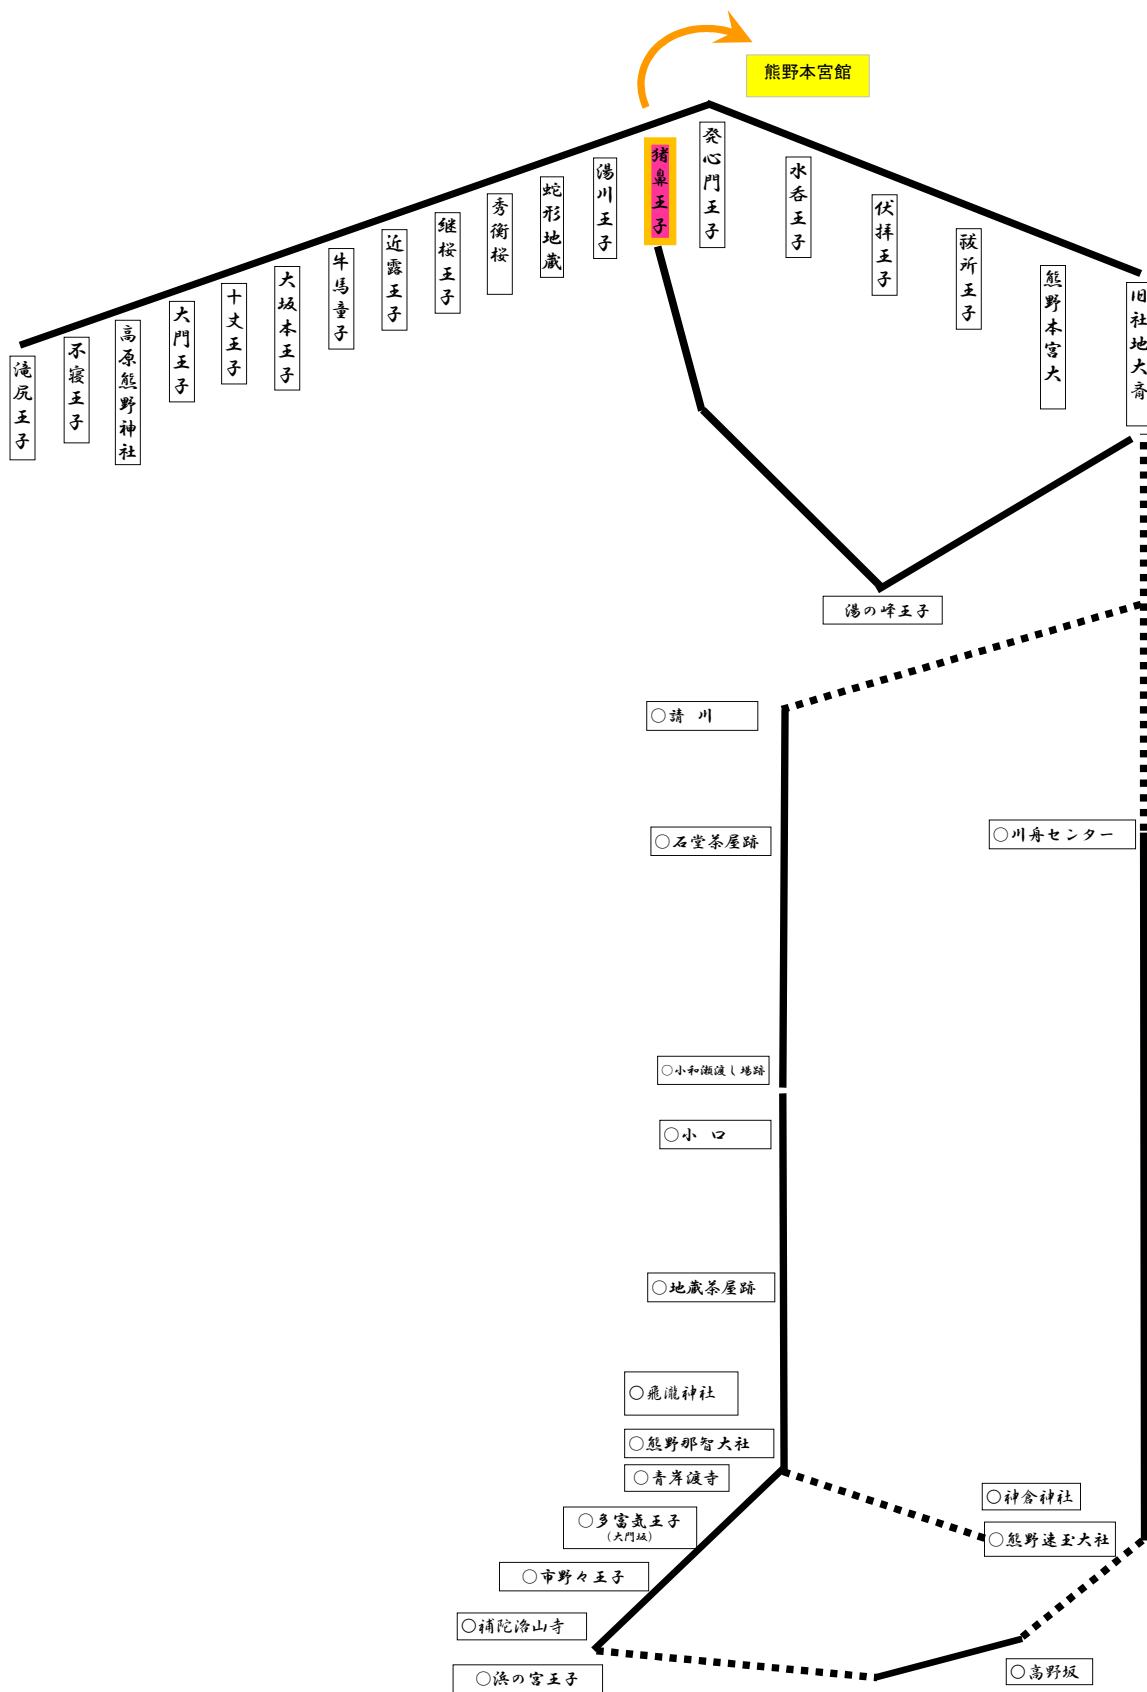 熊野本宮館
滝尻王子
不寝王子
高原熊野神社
大門王子
十丈王子
大坂本王子
牛馬童子
近露王子
継桜王子
秀衡桜
蛇形地蔵
湯川王子
猪鼻王子
発心門王子
水呑王子
伏拝王子
祓所王子
熊野本宮大
旧社地大斎
湯の峰王子
○請 川
○石堂茶屋跡
○川舟センター
○小和瀬渡し場跡
○小 口
○地蔵茶屋跡
○飛瀧神社
○熊野那智大社
○青岸渡寺
○神倉神社
○多富気王子
(大門坂)
○熊野速玉大社
○市野々王子
○補陀洛山寺
○浜の宮王子
○高野坂